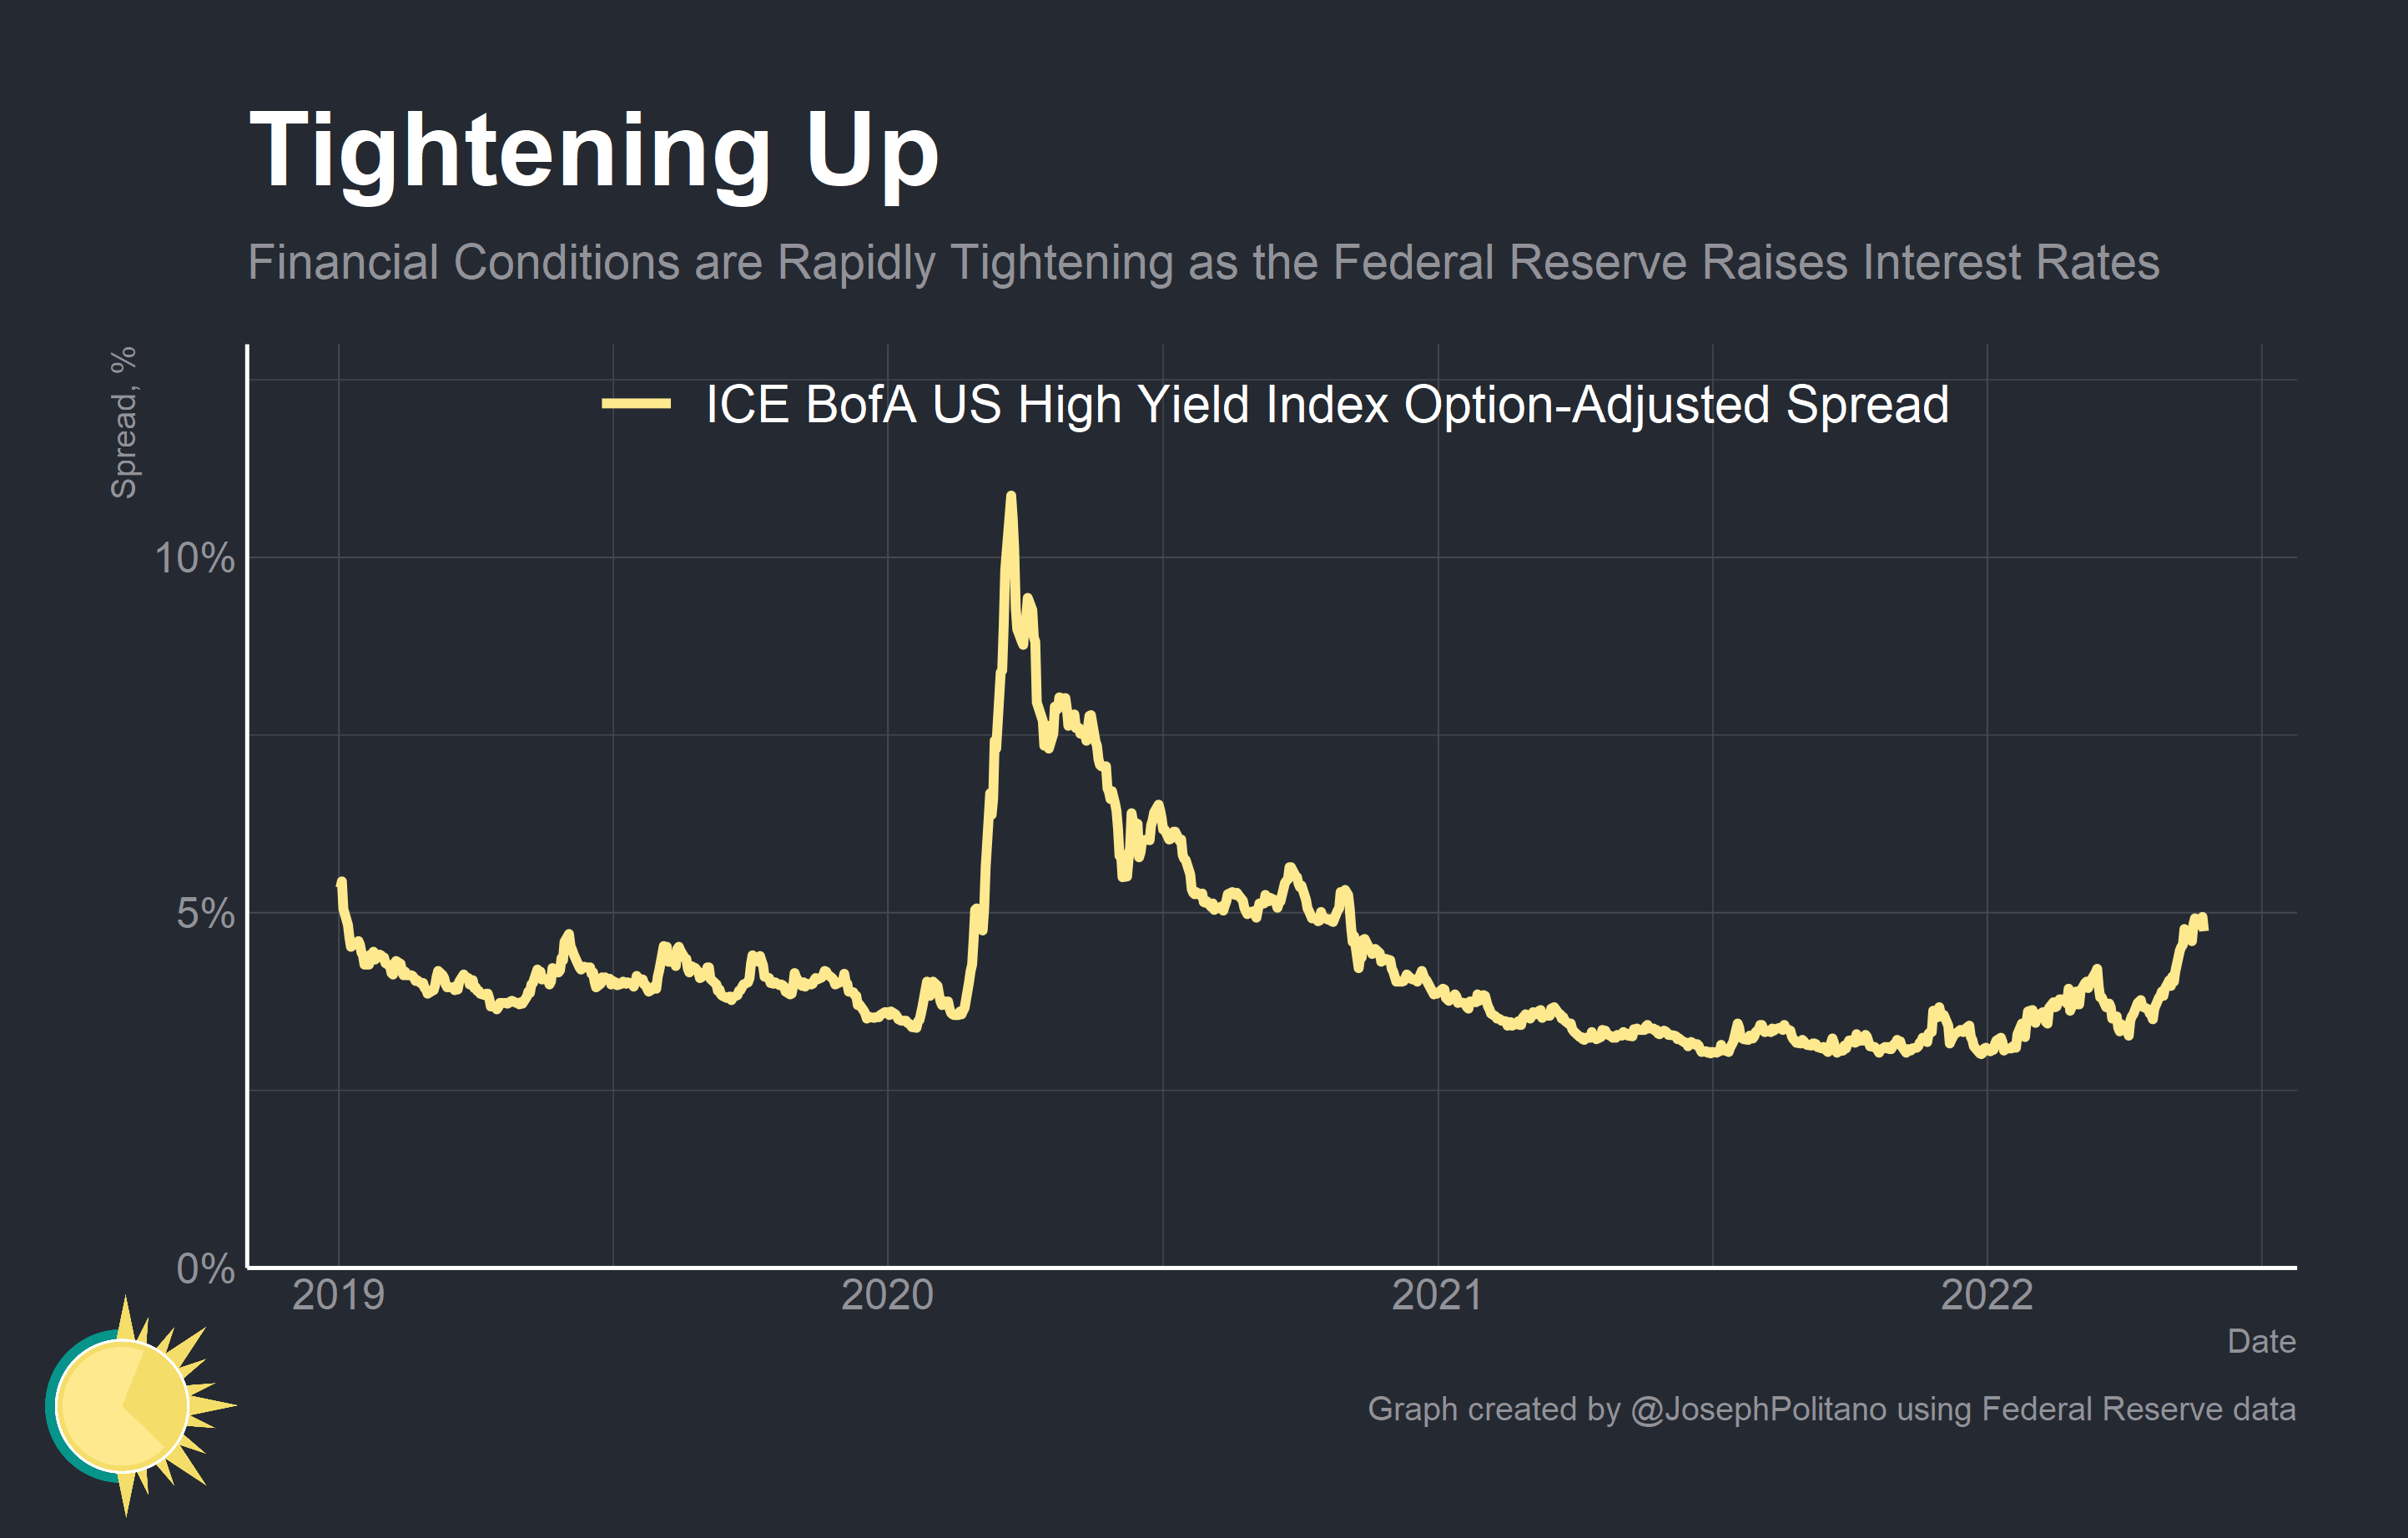 Tightening Up
Financial Conditions are Rapidly Tightening as the Federal Reserve Raises Interest Rates
Spread, %
ICE BofA US High Yield Index Option-Adjusted Spread
10%
5%
0%
2019 2020 2021 2022
Date
Graph created by @JosephPolitano using Federal Reserve data